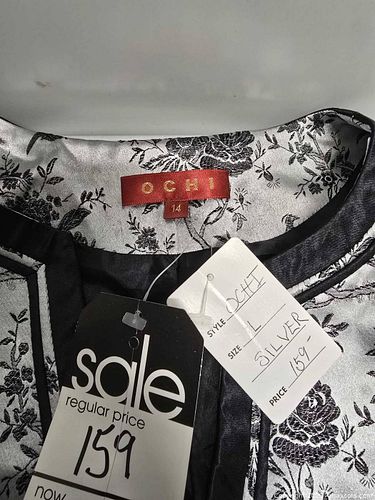 OCHI
14
STYLE OCHI
SIZE L
SILVER
PRICE 159-
sale
regular price
159
now